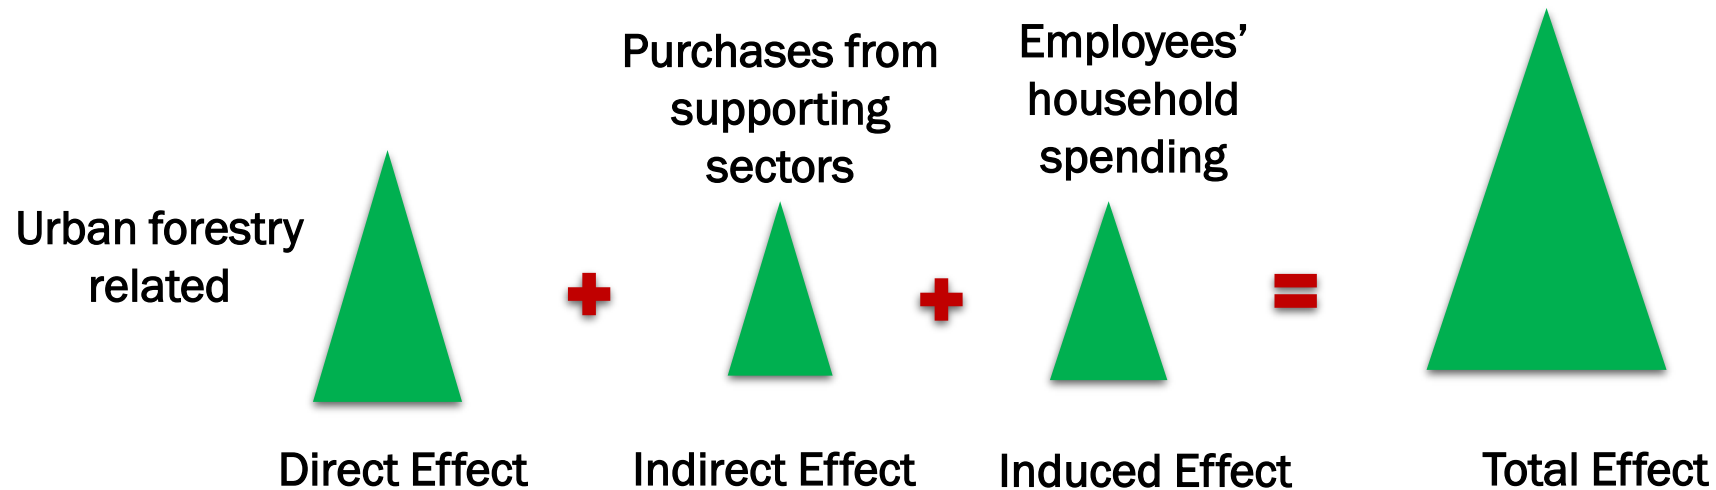 Urban forestry
related
Purchases from
supporting
sectors
Employees’
household
spending
+
+
=
Direct Effect
Indirect Effect
Induced Effect
Total Effect